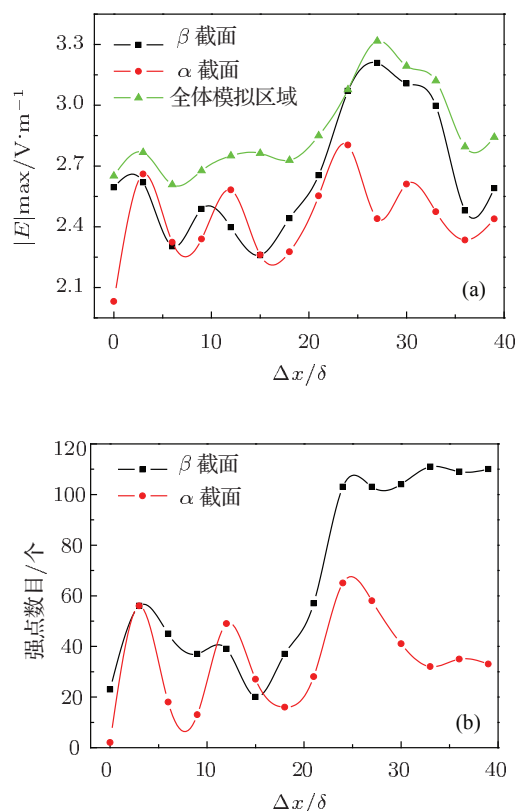 3.3
3.0
2.7
2.4
2.1
|E|max/V·m⁻¹
β 截面
α 截面
全体模拟区域
(a)
0 10 20 30 40
Δx/δ
120
100
80
60
40
20
0
强点数目/个
β 截面
α 截面
(b)
0 10 20 30 40
Δx/δ